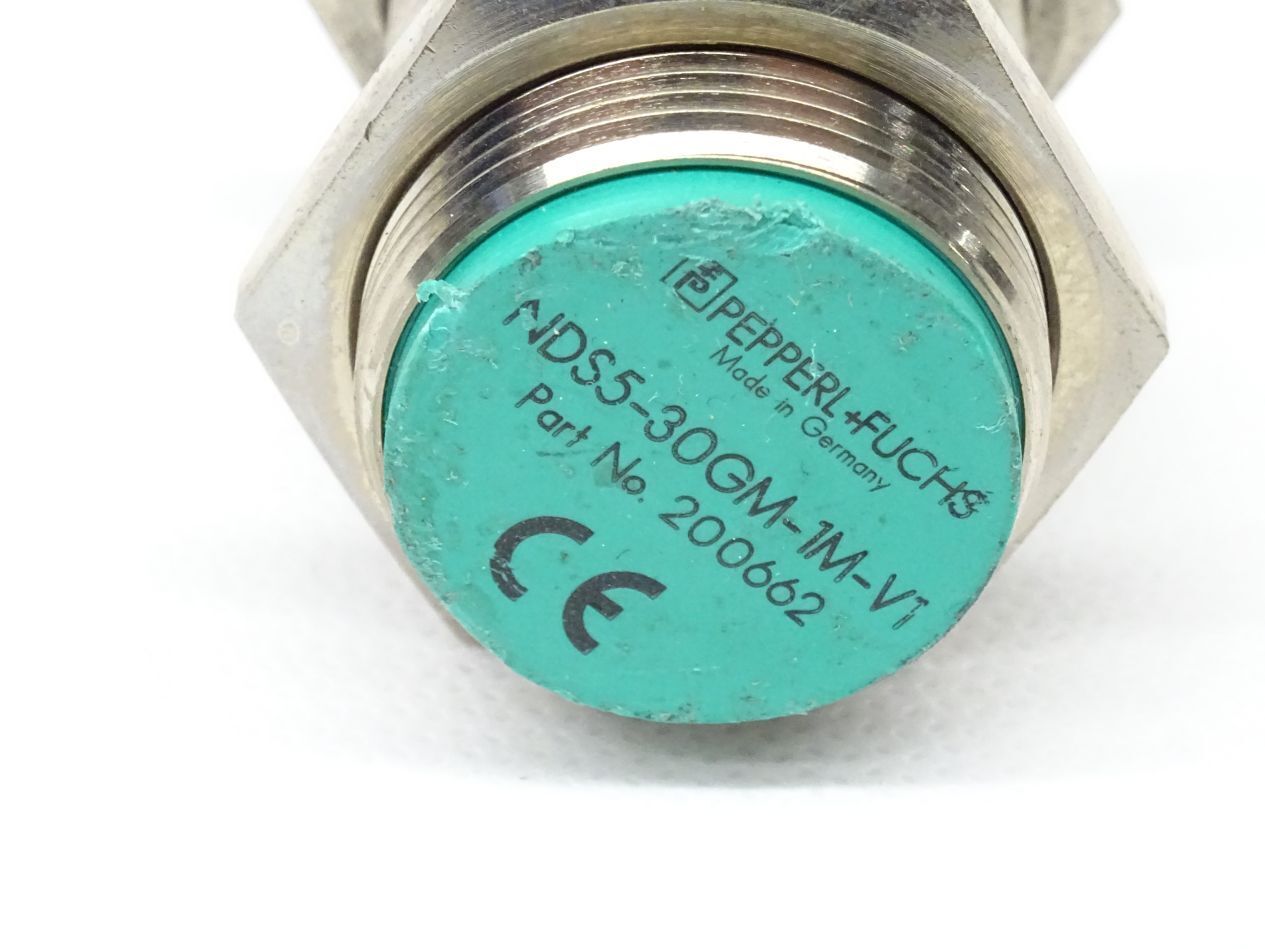 PEPPERL+FUCHS
Made in Germany
NDS5-30GM-1M-V1
Part No. 200662
CE